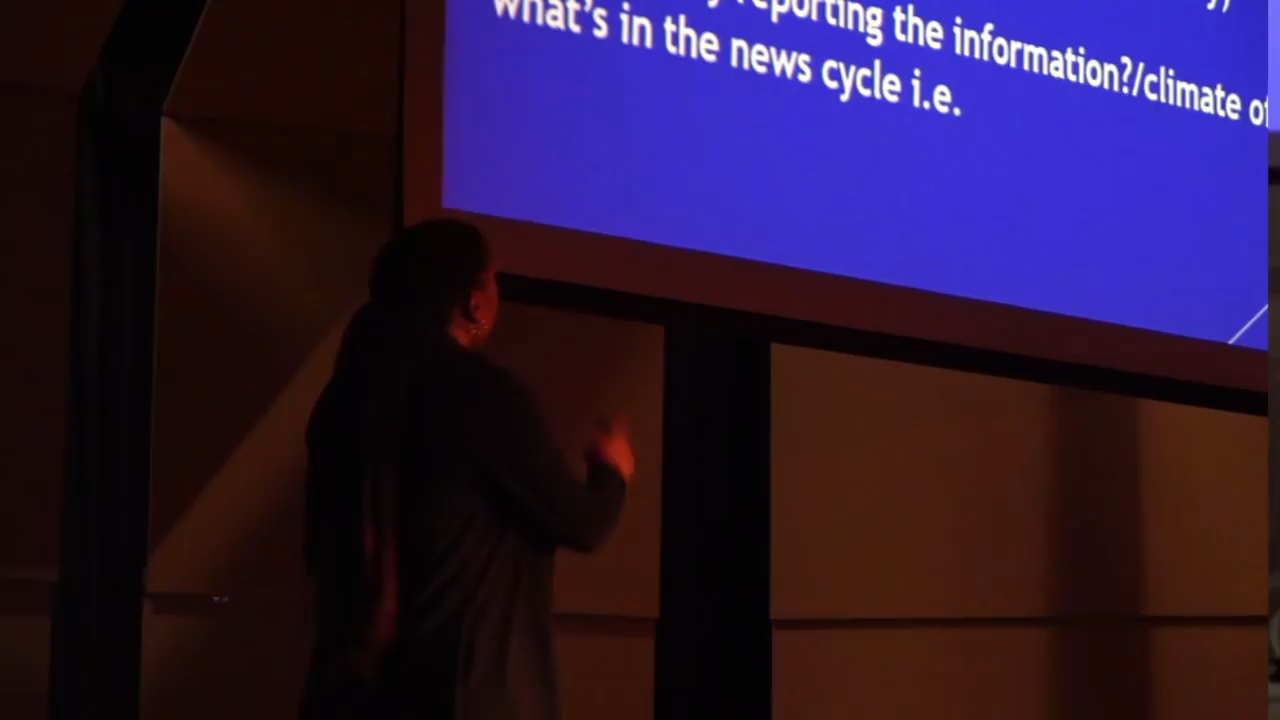 reporting the information?/climate of
what's in the news cycle i.e.